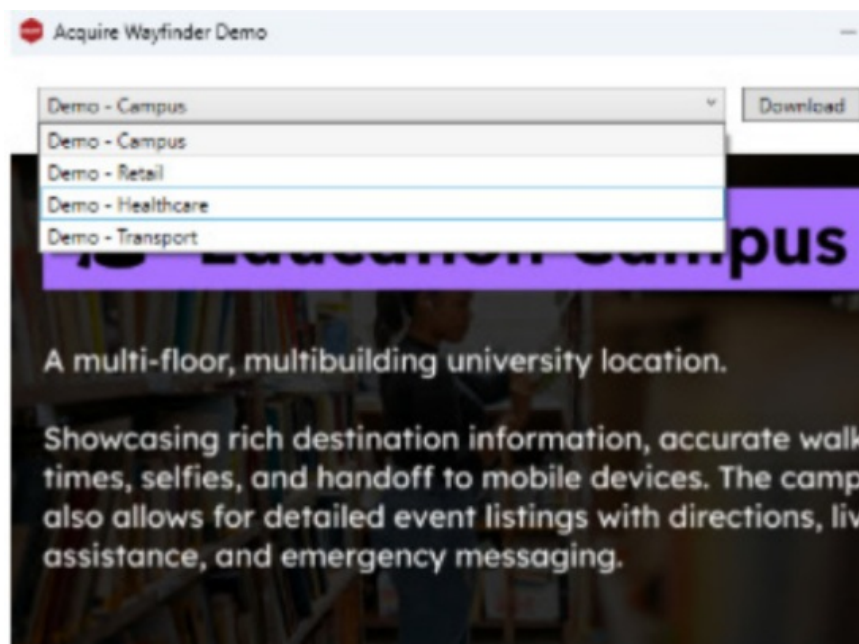 Acquire Wayfinder Demo
Demo - Campus
Download
Demo - Campus
Demo - Retail
Demo - Healthcare
Demo - Transport
Education Campus
A multi-floor, multibuilding university location.
Showcasing rich destination information, accurate walk
times, selfies, and handoff to mobile devices. The camp
also allows for detailed event listings with directions, liv
assistance, and emergency messaging.